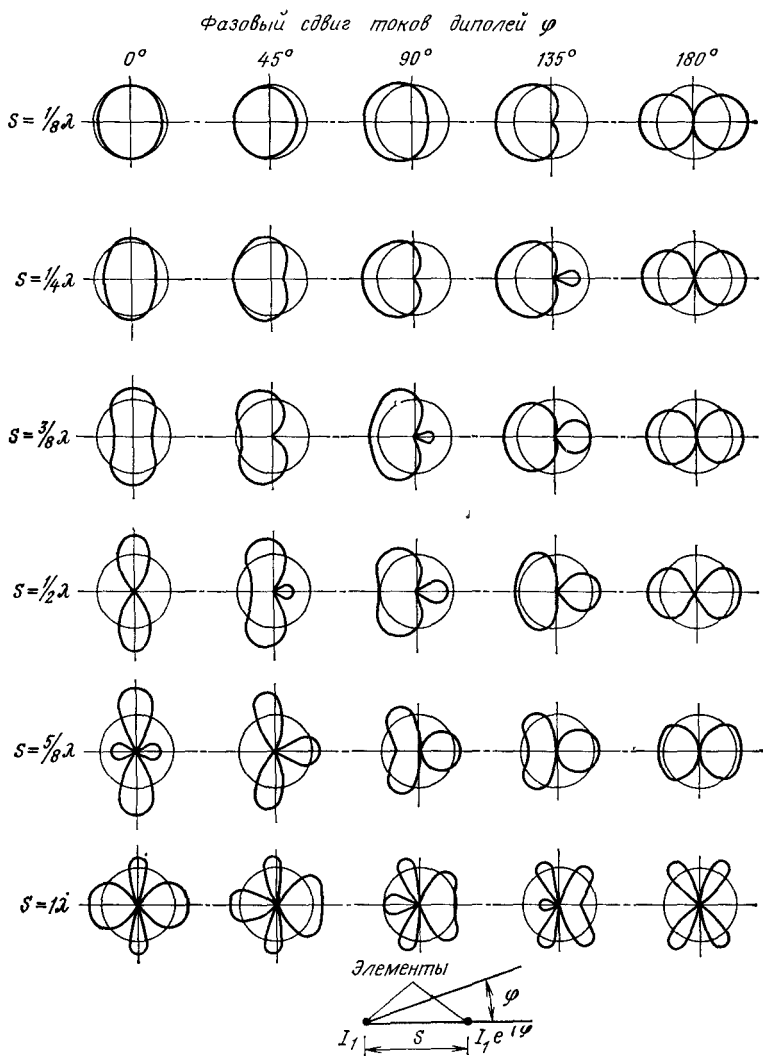 Фазовый сдвиг токов диполей φ
0° 45° 90° 135° 180°
S = 1/8 λ
S = 1/4 λ
S = 3/8 λ
S = 1/2 λ
S = 5/8 λ
S = 1λ
Элементы
φ
I₁ S I₁ e^iφ